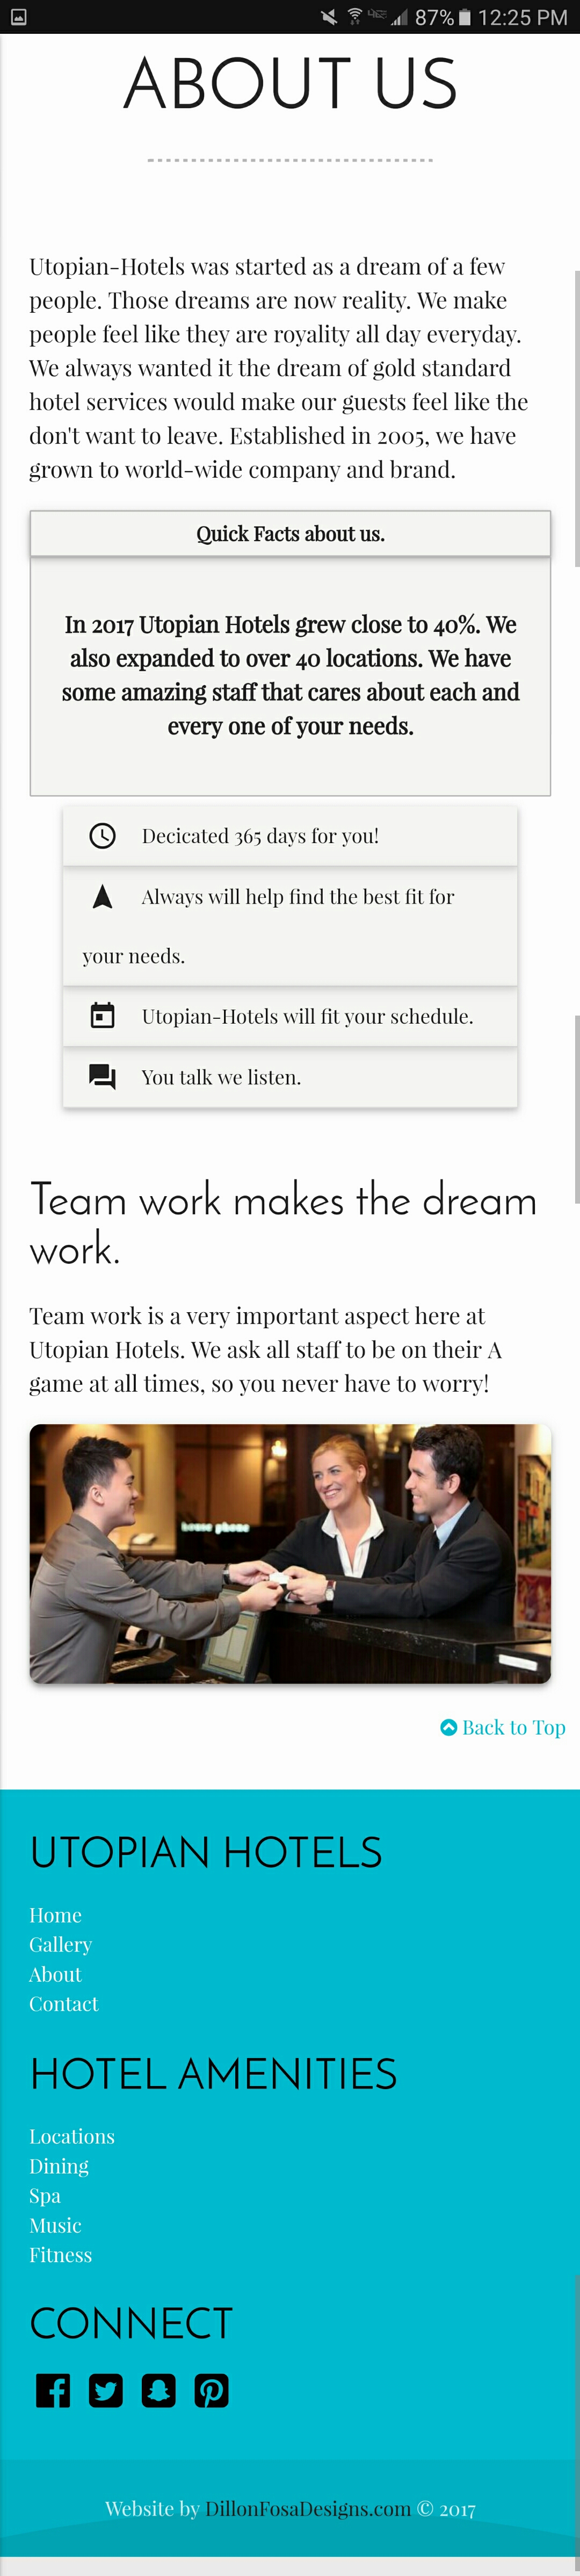 87% 12:25 PM
ABOUT US
Utopian-Hotels was started as a dream of a few
people. Those dreams are now reality. We make
people feel like they are royality all day everyday.
We always wanted it the dream of gold standard
hotel services would make our guests feel like the
don't want to leave. Established in 2005, we have
grown to world-wide company and brand.
Quick Facts about us.
In 2017 Utopian Hotels grew close to 40%. We
also expanded to over 40 locations. We have
some amazing staff that cares about each and
every one of your needs.
Decicated 365 days for you!
Always will help find the best fit for
your needs.
Utopian-Hotels will fit your schedule.
You talk we listen.
Team work makes the dream
work.
Team work is a very important aspect here at
Utopian Hotels. We ask all staff to be on their A
game at all times, so you never have to worry!
house phone
Back to Top
UTOPIAN HOTELS
Home
Gallery
About
Contact
HOTEL AMENITIES
Locations
Dining
Spa
Music
Fitness
CONNECT
Website by DillonFosaDesigns.com © 2017